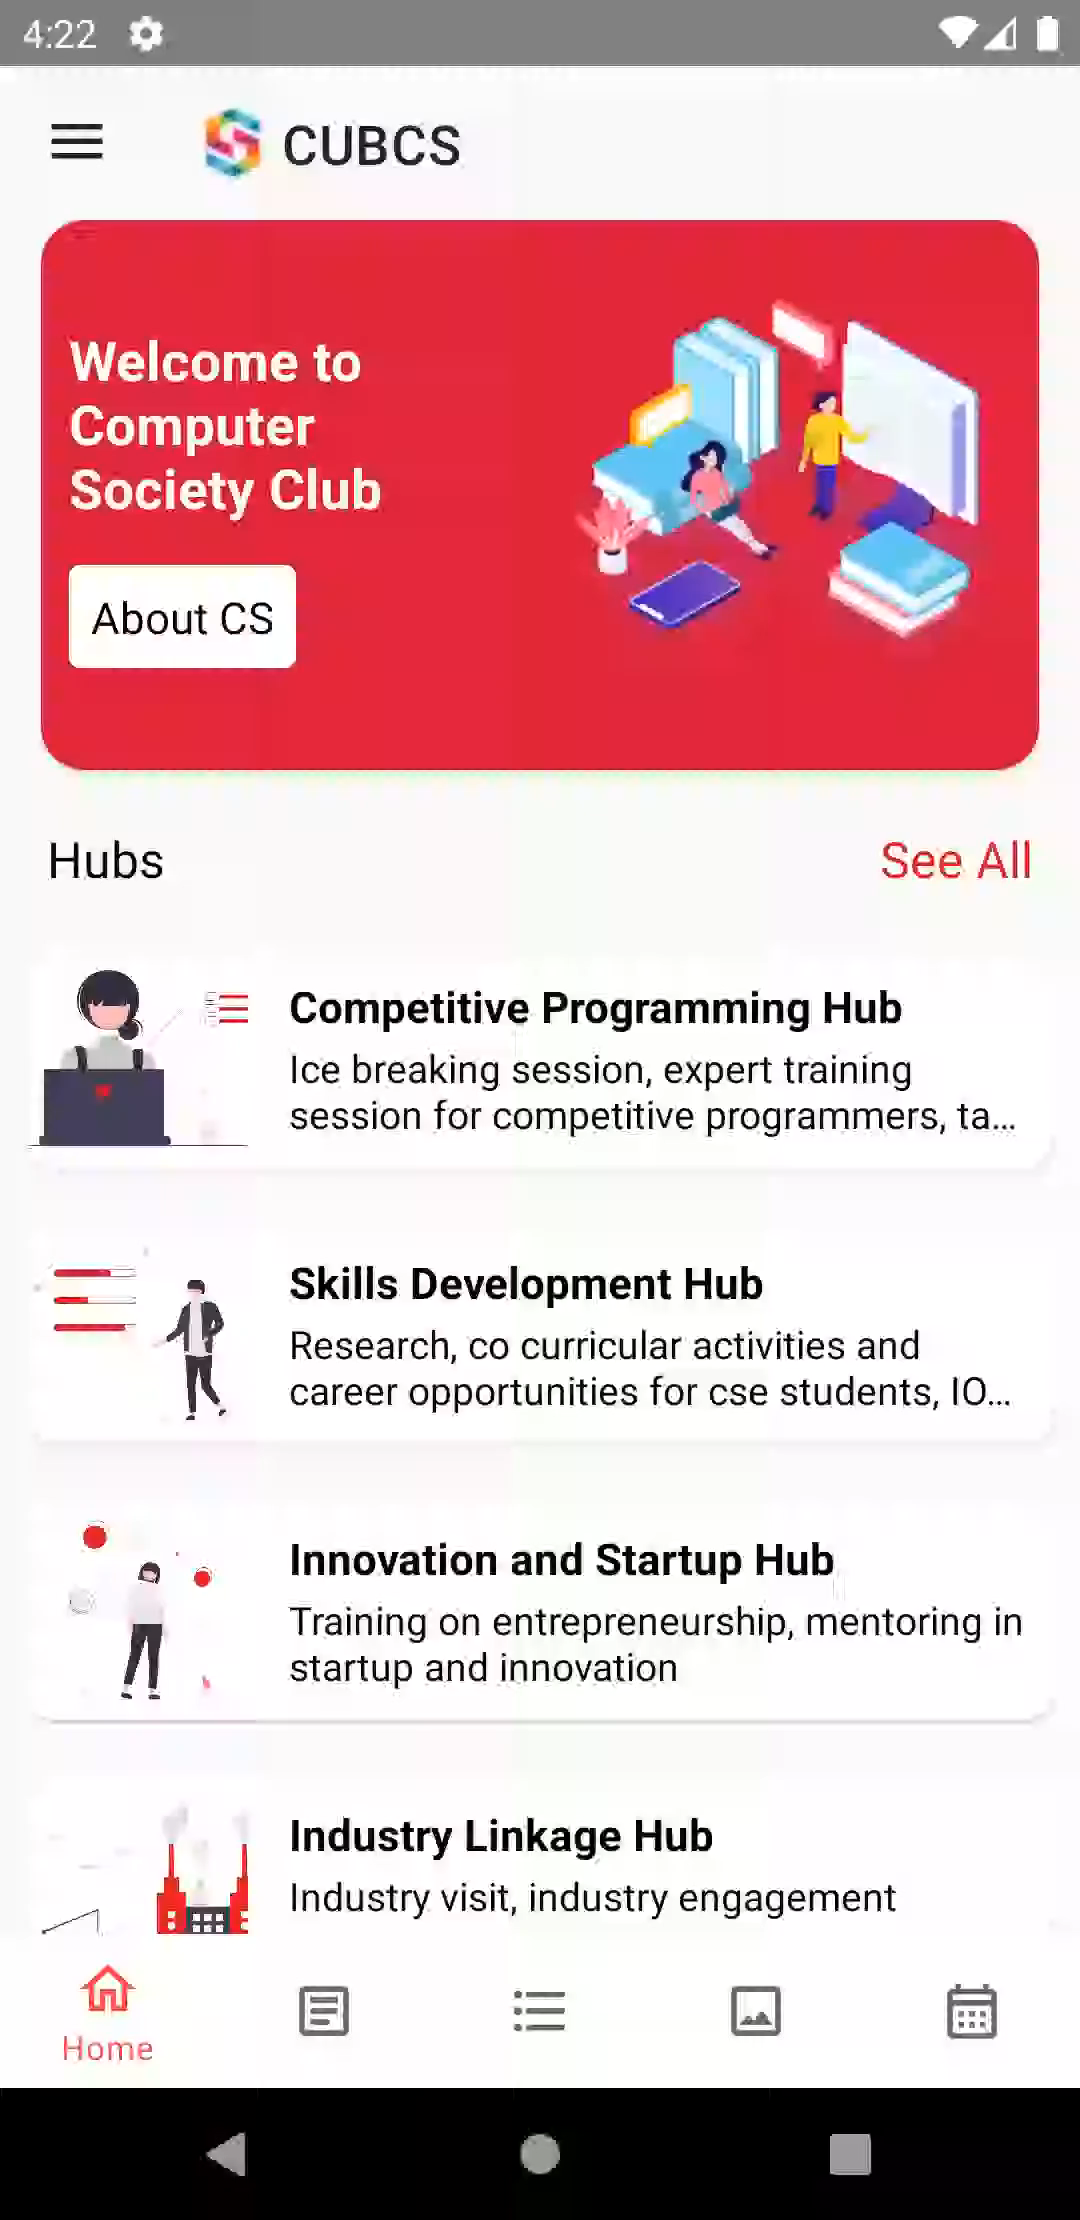 4:22
CUBCS
Welcome to
Computer
Society Club
About CS
Hubs
See All
Competitive Programming Hub
Ice breaking session, expert training
session for competitive programmers, ta...
Skills Development Hub
Research, co curricular activities and
career opportunities for cse students, IO...
Innovation and Startup Hub
Training on entrepreneurship, mentoring in
startup and innovation
Industry Linkage Hub
Industry visit, industry engagement
Home